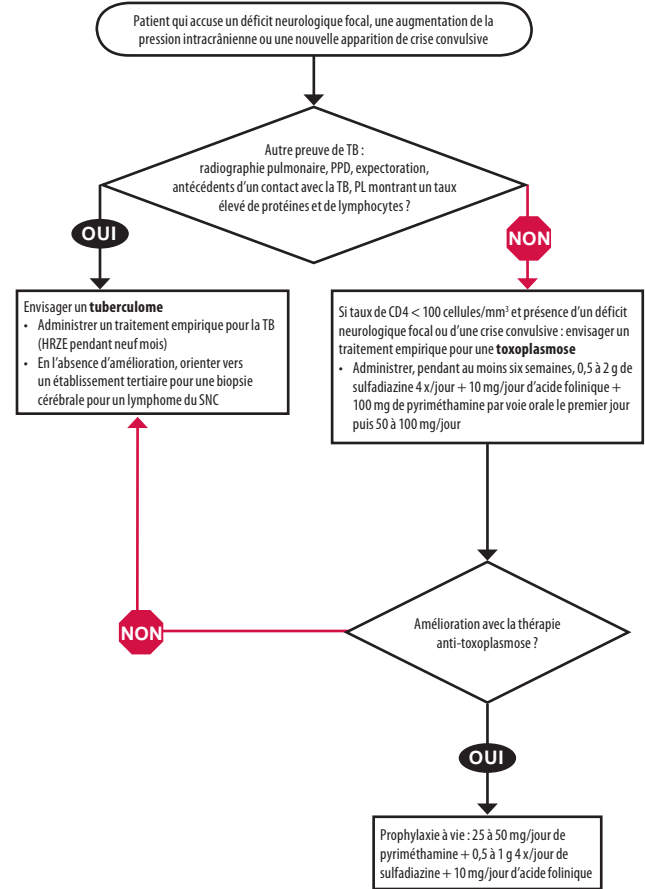 Patient qui accuse un déficit neurologique focal, une augmentation de la
pression intracrânienne ou une nouvelle apparition de crise convulsive
Autre preuve de TB :
radiographie pulmonaire, PPD, expectoration,
antécédents d'un contact avec la TB, PL montrant un taux
élevé de protéines et de lymphocytes ?
OUI
NON
Envisager un tuberculome
• Administrer un traitement empirique pour la TB
(HRZE pendant neuf mois)
• En l'absence d'amélioration, orienter vers
un établissement tertiaire pour une biopsie
cérébrale pour un lymphome du SNC
Si taux de CD4 < 100 cellules/mm³ et présence d'un déficit
neurologique focal ou d'une crise convulsive : envisager un
traitement empirique pour une toxoplasmose
• Administrer, pendant au moins six semaines, 0,5 à 2 g de
sulfadiazine 4 x/jour + 10 mg/jour d'acide folinique +
100 mg de pyriméthamine par voie orale le premier jour
puis 50 à 100 mg/jour
Amélioration avec la thérapie
anti-toxoplasmose ?
NON
OUI
Prophylaxie à vie : 25 à 50 mg/jour de
pyriméthamine + 0,5 à 1 g 4 x/jour de
sulfadiazine + 10 mg/jour d'acide folinique